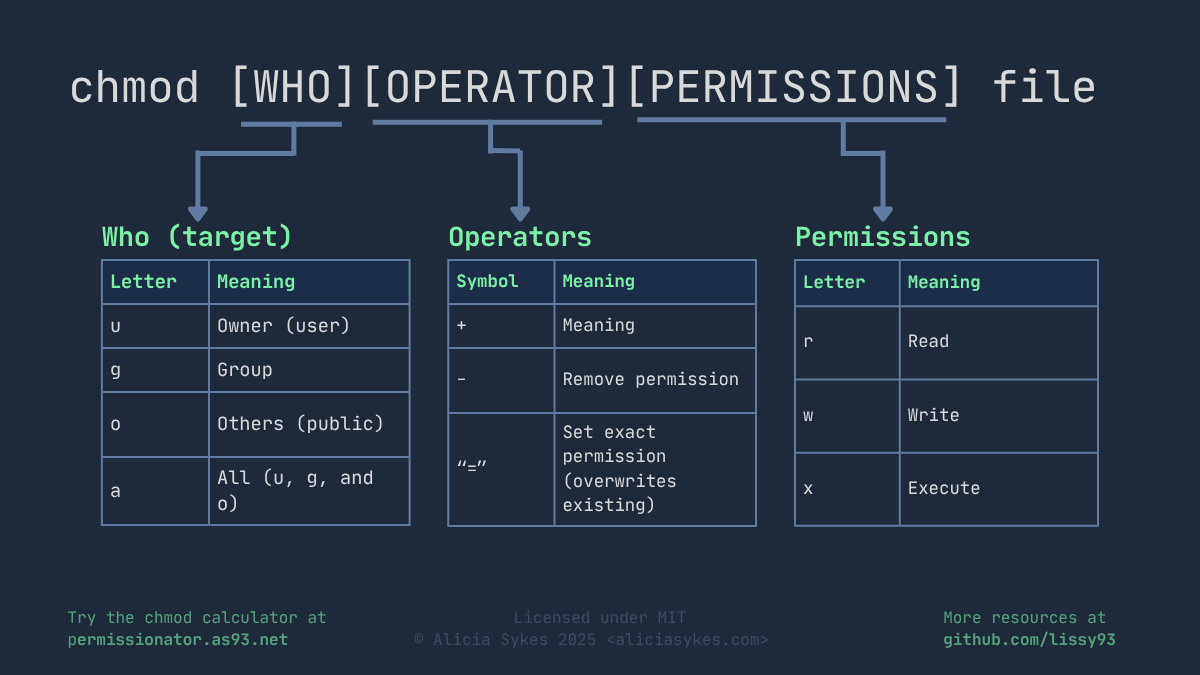 chmod [WHO][OPERATOR][PERMISSIONS] file
Who (target)
Letter Meaning
u Owner (user)
g Group
o Others (public)
a All (u, g, and
o)
Operators
Symbol Meaning
+ Meaning
- Remove permission
“=” Set exact
permission
(overwrites
existing)
Permissions
Letter Meaning
r Read
w Write
x Execute
Try the chmod calculator at
permissionator.as93.net
Licensed under MIT
© Alicia Sykes 2025 <aliciasykes.com>
More resources at
github.com/lissy93